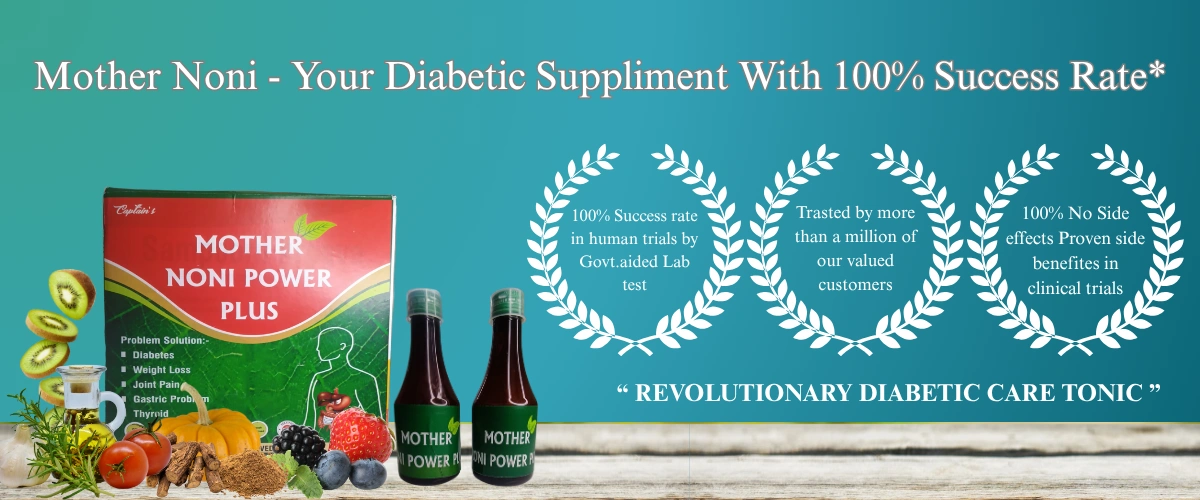 Mother Noni - Your Diabetic Suppliment With 100% Success Rate*
Captain's
MOTHER
NONI POWER
PLUS
Problem Solution:-
Diabetes
Weight Loss
Joint Pain
Gastric Problem
Thyroid
MOTHER
NI POWER PL
MOTHER
NONI POWER P
100% Success rate
in human trials by
Govt.aided Lab
test
Trasted by more
than a million of
our valued
customers
100% No Side
effects Proven side
benefites in
clinical trials
“ REVOLUTIONARY DIABETIC CARE TONIC ”